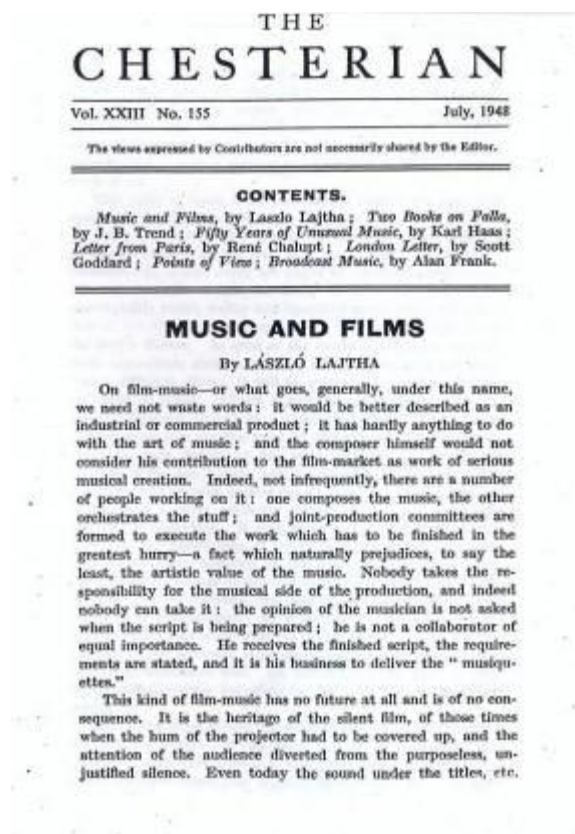 THE
CHESTERIAN
Vol. XXIII No. 155 July, 1948
The views expressed by Contributors are not necessarily shared by the Editor.
CONTENTS.
Music and Films, by Laszlo Lajtha ; Two Books on Falla,
by J. B. Trend ; Fifty Years of Unusual Music, by Karl Haas ;
Letter from Paris, by René Chalupt ; London Letter, by Scott
Goddard ; Points of View ; Broadcast Music, by Alan Frank.
MUSIC AND FILMS
By LÁSZLÓ LAJTHA
On film-music—or what goes, generally, under this name,
we need not waste words : it would be better described as an
industrial or commercial product ; it has hardly anything to do
with the art of music ; and the composer himself would not
consider his contribution to the film-market as work of serious
musical creation. Indeed, not infrequently, there are a number
of people working on it : one composes the music, the other
orchestrates the stuff ; and joint-production committees are
formed to execute the work which has to be finished in the
greatest hurry—a fact which naturally prejudices, to say the
least, the artistic value of the music. Nobody takes the re-
sponsibility for the musical side of the production, and indeed
nobody can take it : the opinion of the musician is not asked
when the script is being prepared ; he is not a collaborator of
equal importance. He receives the finished script, the require-
ments are stated, and it is his business to deliver the " musiqu-
ettes."
This kind of film-music has no future at all and is of no con-
sequence. It is the heritage of the silent film, of those times
when the hum of the projector had to be covered up, and the
attention of the audience diverted from the purposeless, un-
justified silence. Even today the sound under the titles, etc.